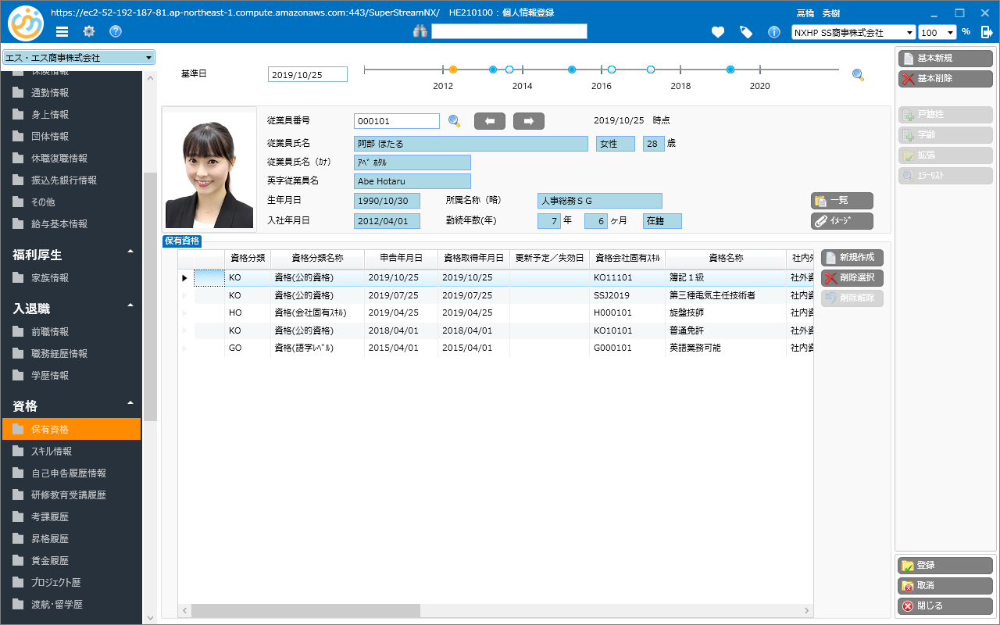 https://ec2-52-192-187-81.ap-northeast-1.compute.amazonaws.com:443/SuperStreamNX/ HE210100：個人情報登録
高橋 秀樹
NXHP SS商事株式会社
100
%
エス・エス商事株式会社
保険情報
通勤情報
身上情報
団体情報
休職復職情報
振込先銀行情報
その他
給与基本情報
福利厚生
家族情報
入退職
前職情報
職務経歴情報
学歴情報
資格
保有資格
スキル情報
自己申告履歴情報
研修教育受講履歴
考課履歴
昇格履歴
賃金履歴
プロジェクト歴
渡航・留学歴
基準日
2019/10/25
2012 2014 2016 2018 2020
従業員番号 000101 2019/10/25 時点
従業員氏名 阿部 ほたる 女性 28 歳
従業員氏名（ｶﾅ） ｱﾍﾞ ﾎﾀﾙ
英字従業員名 Abe Hotaru
生年月日 1990/10/30 所属名称（略） 人事総務ＳＧ
入社年月日 2012/04/01 勤続年数(年) 7 年 6 ヶ月 在籍
一覧
ｲﾒｰｼﾞ
保有資格
資格分類 資格分類名称 申告年月日 資格取得年月日 更新予定／失効日 資格会社固有ｽｷﾙ 資格名称 社内外
KO 資格(公的資格) 2019/10/25 2019/10/25 KO11101 簿記１級 社外資
KO 資格(公的資格) 2019/07/25 2019/07/25 SSJ2019 第三種電気主任技術者 社内資
HO 資格(会社固有ｽｷﾙ) 2019/04/25 2019/04/25 H000101 旋盤技師 社内資
KO 資格(公的資格) 2018/04/01 2018/04/01 KO10101 普通免許 社外資
GO 資格(語学ﾚﾍﾞﾙ) 2015/04/01 2015/04/01 G000101 英語業務可能 社内資
新規作成
削除選択
削除解除
基本新規
基本削除
戸籍姓
学齢
拡張
ｴﾗｰﾘｽﾄ
登録
取消
閉じる